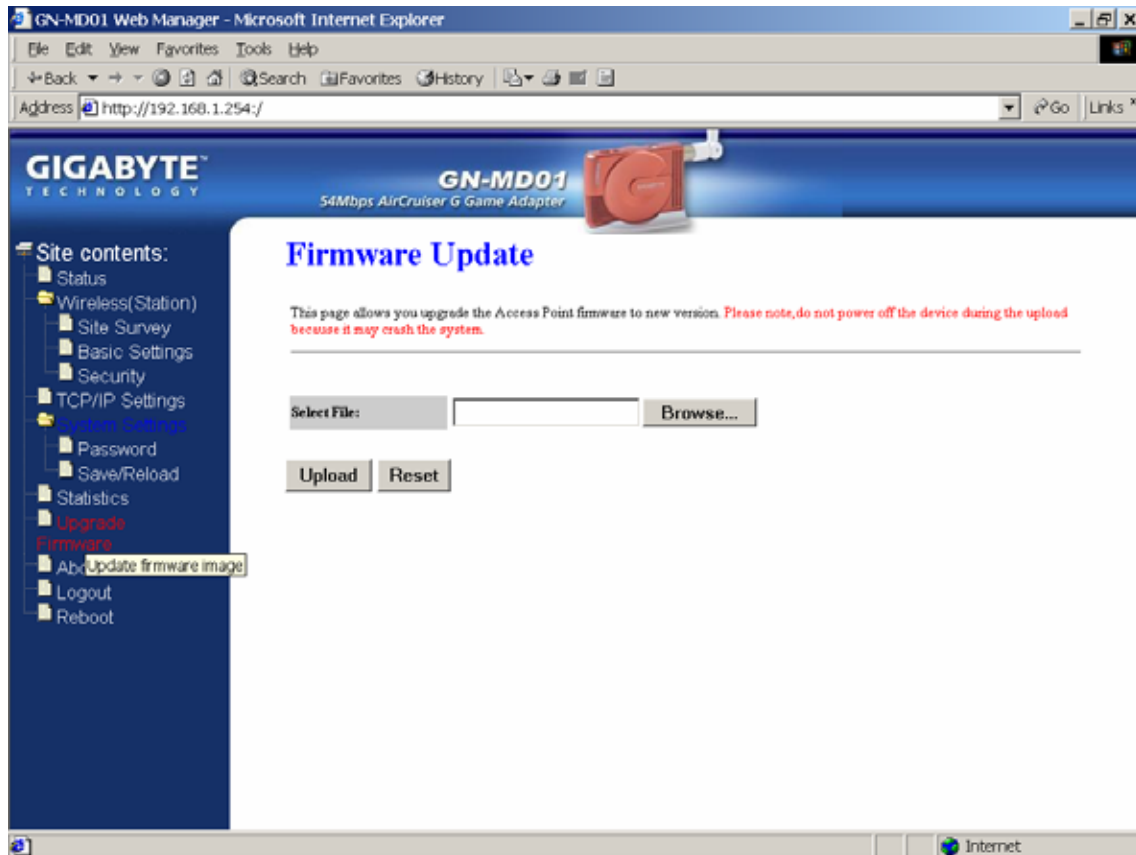 GN-MD01 Web Manager - Microsoft Internet Explorer
File Edit View Favorites Tools Help
Back Search Favorites History
Address http://192.168.1.254:/ Go Links
GIGABYTE™
TECHNOLOGY
GN-MD01
54Mbps AirCruiser G Game Adapter
Site contents:
Status
Wireless(Station)
Site Survey
Basic Settings
Security
TCP/IP Settings
System Settings
Password
Save/Reload
Statistics
Upgrade
Firmware
Update firmware image
Logout
Reboot
Firmware Update
This page allows you upgrade the Access Point firmware to new version. Please note,do not power off the device during the upload
because it may crash the system.
Select File: Browse...
Upload Reset
Internet